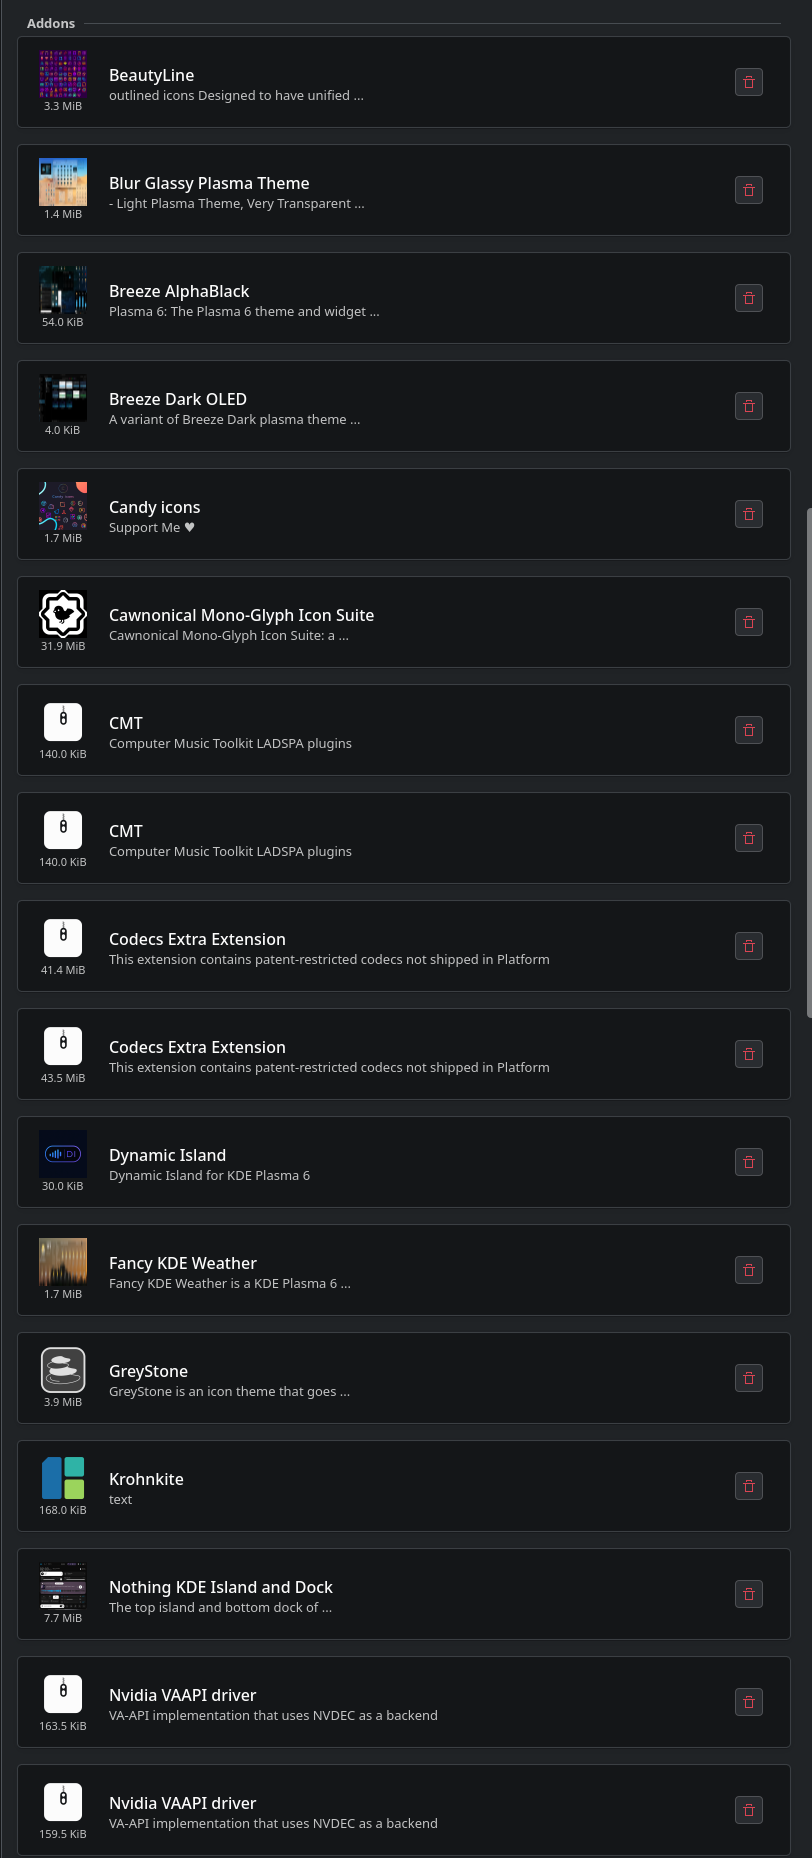 Addons
BeautyLine
outlined icons Designed to have unified ...
3.3 MiB
Blur Glassy Plasma Theme
- Light Plasma Theme, Very Transparent ...
1.4 MiB
Breeze AlphaBlack
Plasma 6: The Plasma 6 theme and widget ...
54.0 KiB
Breeze Dark OLED
A variant of Breeze Dark plasma theme ...
4.0 KiB
Candy icons
Support Me ♥
1.7 MiB
Cawnonical Mono-Glyph Icon Suite
Cawnonical Mono-Glyph Icon Suite: a ...
31.9 MiB
CMT
Computer Music Toolkit LADSPA plugins
140.0 KiB
CMT
Computer Music Toolkit LADSPA plugins
140.0 KiB
Codecs Extra Extension
This extension contains patent-restricted codecs not shipped in Platform
41.4 MiB
Codecs Extra Extension
This extension contains patent-restricted codecs not shipped in Platform
43.5 MiB
DI
Dynamic Island
Dynamic Island for KDE Plasma 6
30.0 KiB
Fancy KDE Weather
Fancy KDE Weather is a KDE Plasma 6 ...
1.7 MiB
GreyStone
GreyStone is an icon theme that goes ...
3.9 MiB
Krohnkite
text
168.0 KiB
Nothing KDE Island and Dock
The top island and bottom dock of ...
7.7 MiB
Nvidia VAAPI driver
VA-API implementation that uses NVDEC as a backend
163.5 KiB
Nvidia VAAPI driver
VA-API implementation that uses NVDEC as a backend
159.5 KiB